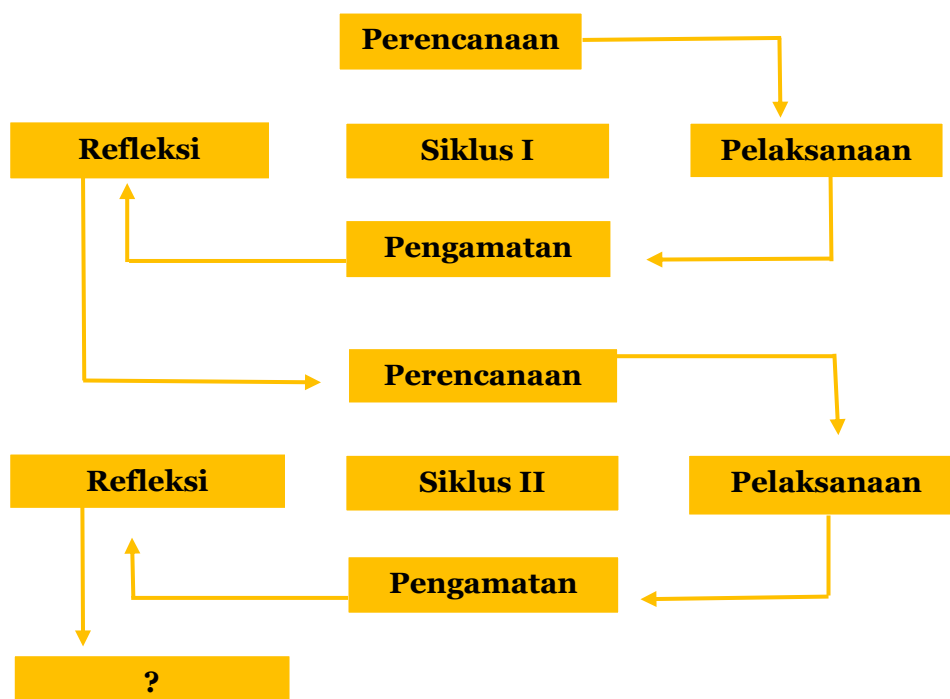 Perencanaan
Refleksi
Siklus I
Pelaksanaan
Pengamatan
Perencanaan
Refleksi
Siklus II
Pelaksanaan
Pengamatan
?